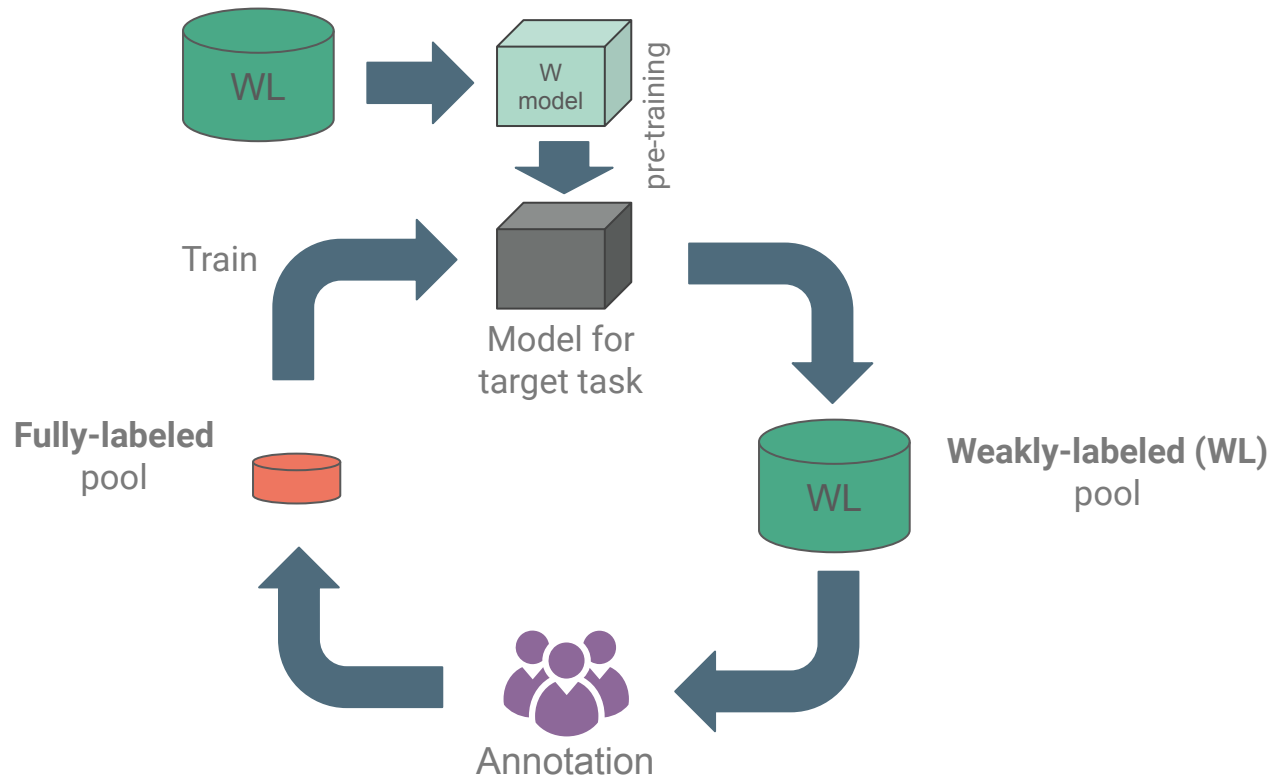 WL
W
model
pre-training
Train
Model for
target task
Fully-labeled
pool
WL
Weakly-labeled (WL)
pool
Annotation